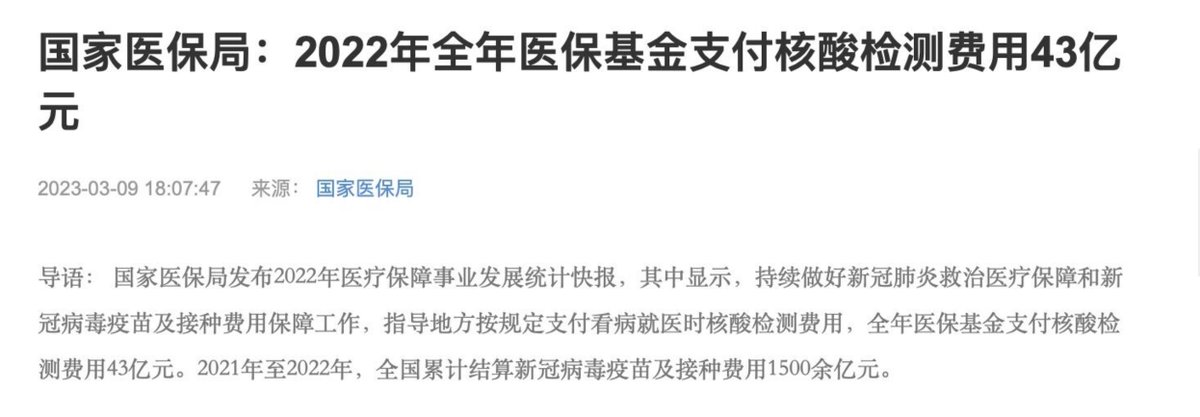 国家医保局：2022年全年医保基金支付核酸检测费用43亿
元
2023-03-09 18:07:47 来源： 国家医保局
导语： 国家医保局发布2022年医疗保障事业发展统计快报，其中显示，持续做好新冠肺炎救治医疗保障和新
冠病毒疫苗及接种费用保障工作，指导地方按规定支付看病就医时核酸检测费用，全年医保基金支付核酸检
测费用43亿元。2021年至2022年，全国累计结算新冠病毒疫苗及接种费用1500余亿元。